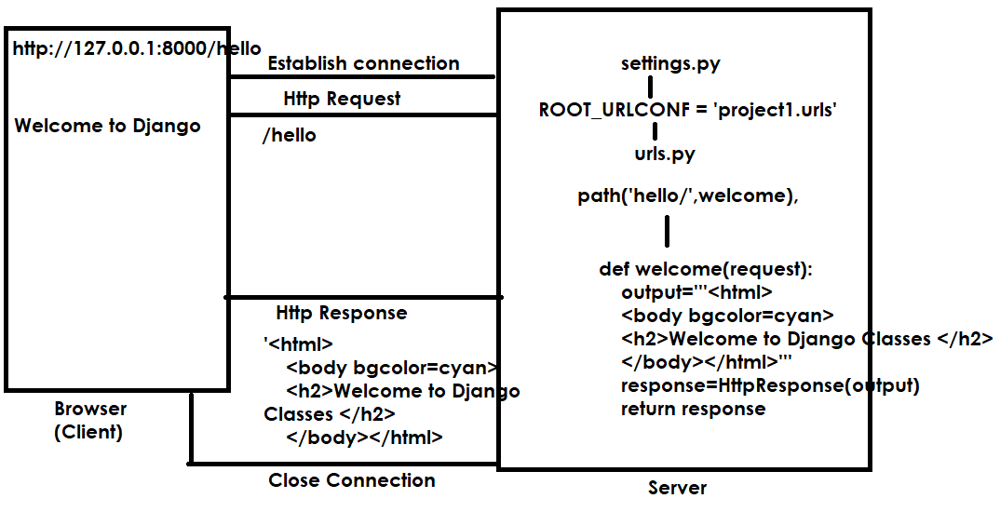 http://127.0.0.1:8000/hello
Welcome to Django
Browser
(Client)
Establish connection
Http Request
/hello
Http Response
'<html>
<body bgcolor=cyan>
<h2>Welcome to Django
Classes </h2>
</body></html>
Close Connection
settings.py
ROOT_URLCONF = 'project1.urls'
urls.py
path('hello/',welcome),
def welcome(request):
output='''<html>
<body bgcolor=cyan>
<h2>Welcome to Django Classes </h2>
</body></html>'''
response=HttpResponse(output)
return response
Server